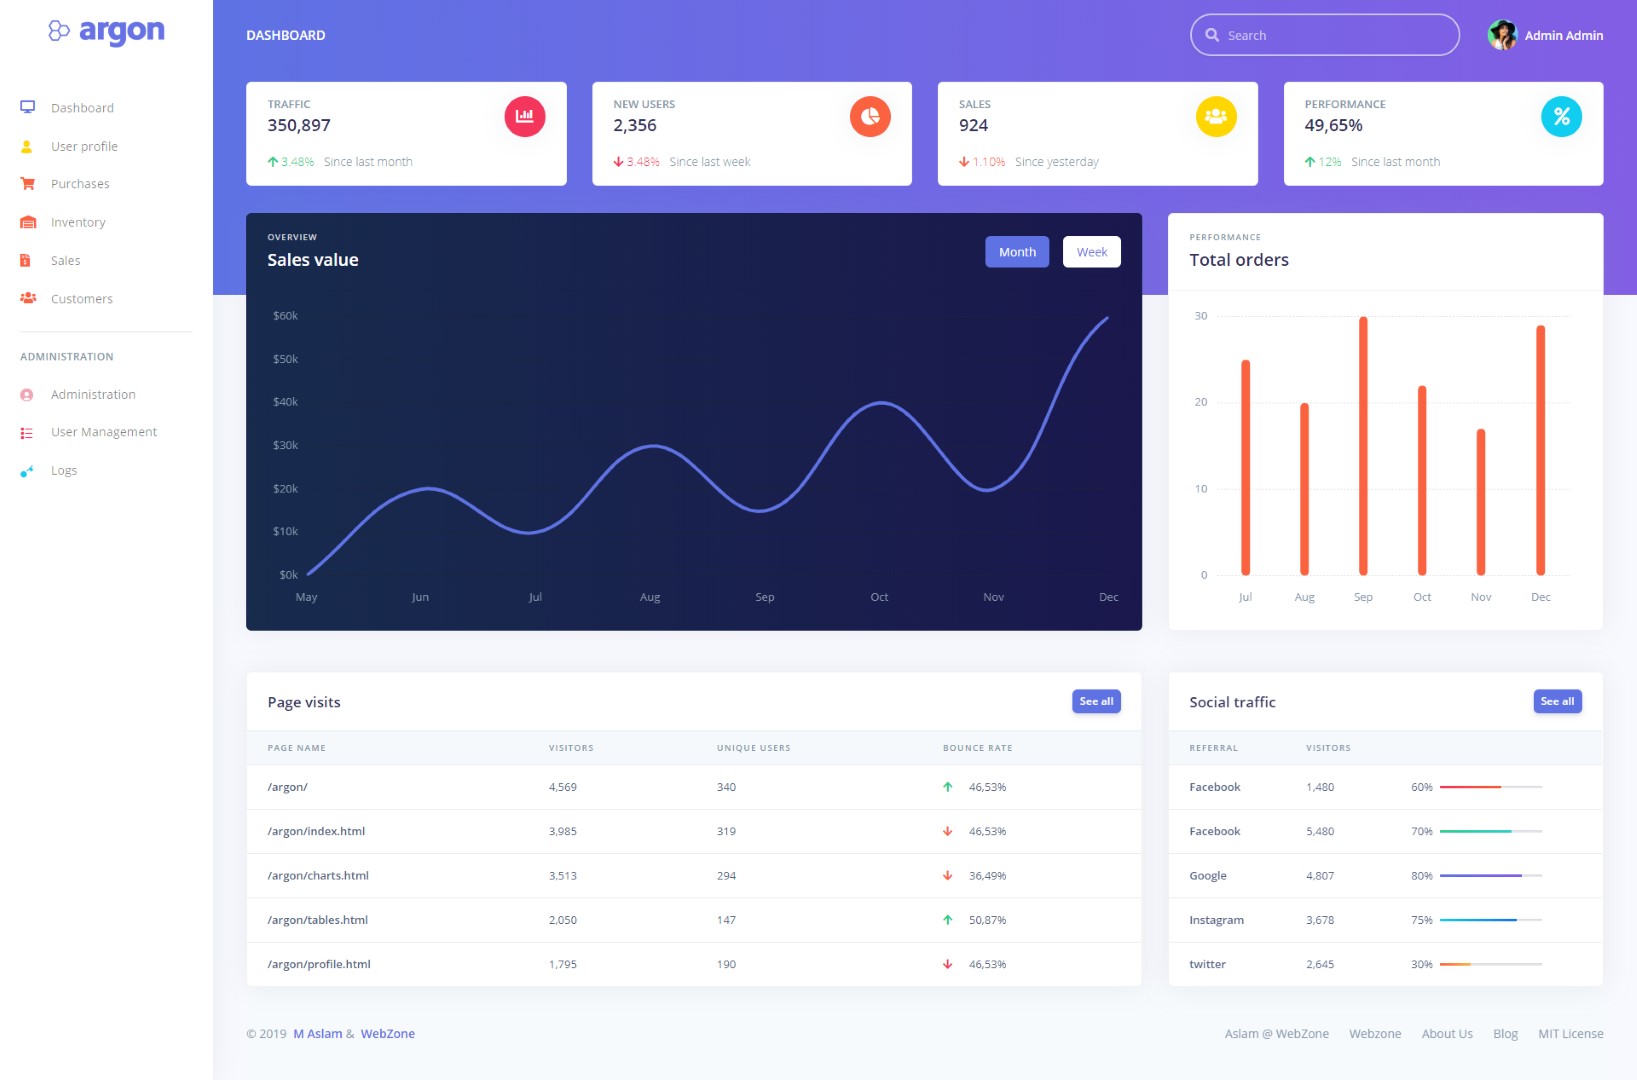 argon
Dashboard
User profile
Purchases
Inventory
Sales
Customers
ADMINISTRATION
Administration
User Management
Logs
DASHBOARD
Search
Admin Admin
TRAFFIC
350,897
3.48% Since last month
NEW USERS
2,356
3.48% Since last week
SALES
924
1.10% Since yesterday
PERFORMANCE
49,65%
12% Since last month
OVERVIEW
Sales value
Month Week
$60k
$50k
$40k
$30k
$20k
$10k
$0k
May Jun Jul Aug Sep Oct Nov Dec
PERFORMANCE
Total orders
30
20
10
0
Jul Aug Sep Oct Nov Dec
Page visits See all
PAGE NAME VISITORS UNIQUE USERS BOUNCE RATE
/argon/ 4,569 340 46,53%
/argon/index.html 3,985 319 46,53%
/argon/charts.html 3,513 294 36,49%
/argon/tables.html 2,050 147 50,87%
/argon/profile.html 1,795 190 46,53%
Social traffic See all
REFERRAL VISITORS
Facebook 1,480 60%
Facebook 5,480 70%
Google 4,807 80%
Instagram 3,678 75%
twitter 2,645 30%
© 2019 M Aslam & WebZone
Aslam @ WebZone Webzone About Us Blog MIT License